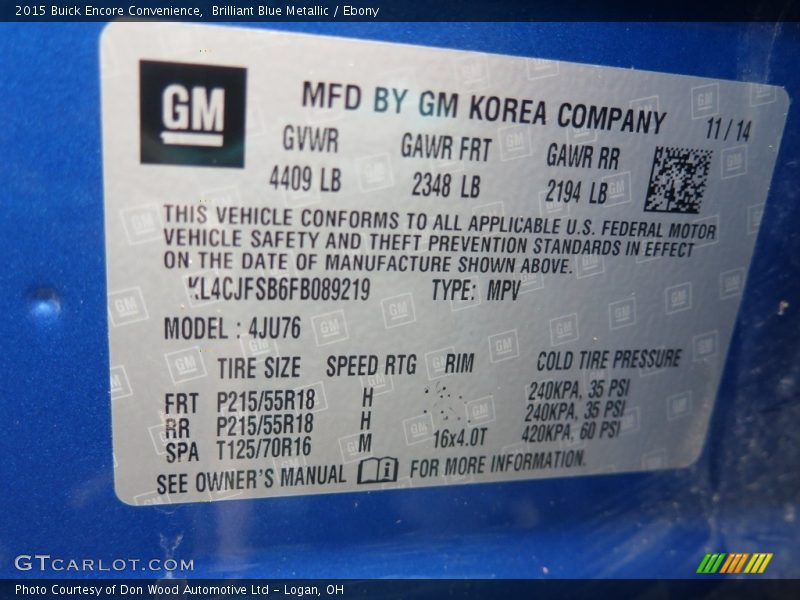 2015 Buick Encore Convenience,  Brilliant Blue Metallic / Ebony
GM
MFD BY GM KOREA COMPANY 11/14
GVWR GAWR FRT GAWR RR
4409 LB 2348 LB 2194 LB
THIS VEHICLE CONFORMS TO ALL APPLICABLE U.S. FEDERAL MOTOR
VEHICLE SAFETY AND THEFT PREVENTION STANDARDS IN EFFECT
ON THE DATE OF MANUFACTURE SHOWN ABOVE.
KL4CJFSB6FB089219 TYPE: MPV
MODEL : 4JU76
TIRE SIZE SPEED RTG RIM COLD TIRE PRESSURE
FRT P215/55R18 H 240KPA, 35 PSI
RR P215/55R18 H 240KPA, 35 PSI
SPA T125/70R16 M 16x4.0T 420KPA, 60 PSI
SEE OWNER'S MANUAL FOR MORE INFORMATION.
GTCARLOT.COM
Photo Courtesy of Don Wood Automotive Ltd - Logan, OH